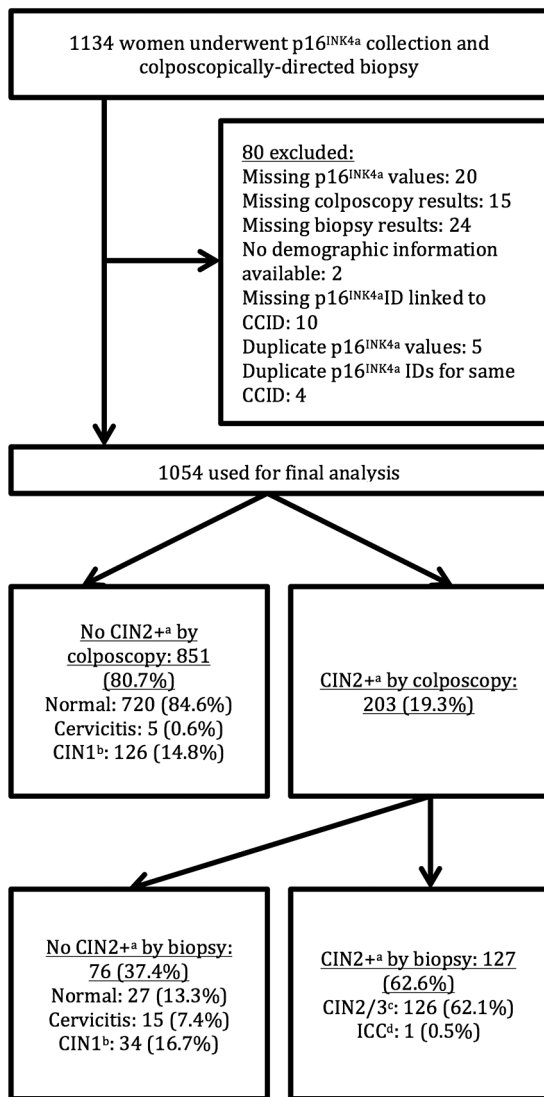 1134 women underwent p16ᴵᴺᴷ⁴ᵃ collection and
colposcopically-directed biopsy
80 excluded:
Missing p16ᴵᴺᴷ⁴ᵃ values: 20
Missing colposcopy results: 15
Missing biopsy results: 24
No demographic information
available: 2
Missing p16ᴵᴺᴷ⁴ᵃID linked to
CCID: 10
Duplicate p16ᴵᴺᴷ⁴ᵃ values: 5
Duplicate p16ᴵᴺᴷ⁴ᵃ IDs for same
CCID: 4
1054 used for final analysis
No CIN2+ᵃ by
colposcopy: 851
(80.7%)
Normal: 720 (84.6%)
Cervicitis: 5 (0.6%)
CIN1ᵇ: 126 (14.8%)
CIN2+ᵃ by colposcopy:
203 (19.3%)
No CIN2+ᵃ by biopsy:
76 (37.4%)
Normal: 27 (13.3%)
Cervicitis: 15 (7.4%)
CIN1ᵇ: 34 (16.7%)
CIN2+ᵃ by biopsy: 127
(62.6%)
CIN2/3ᶜ: 126 (62.1%)
ICCᵈ: 1 (0.5%)